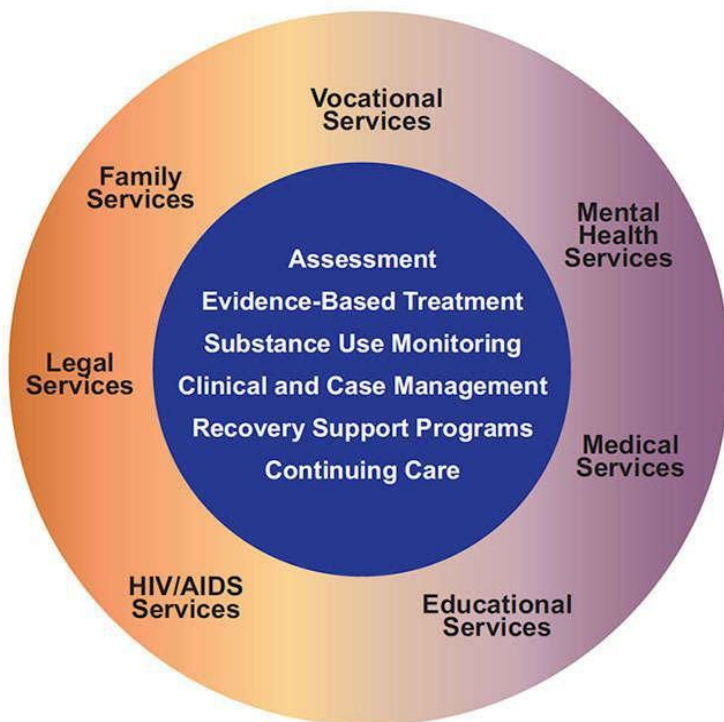 Vocational
Services
Family
Services
Mental
Health
Services
Assessment
Evidence-Based Treatment
Substance Use Monitoring
Clinical and Case Management
Recovery Support Programs
Continuing Care
Legal
Services
Medical
Services
HIV/AIDS
Services
Educational
Services